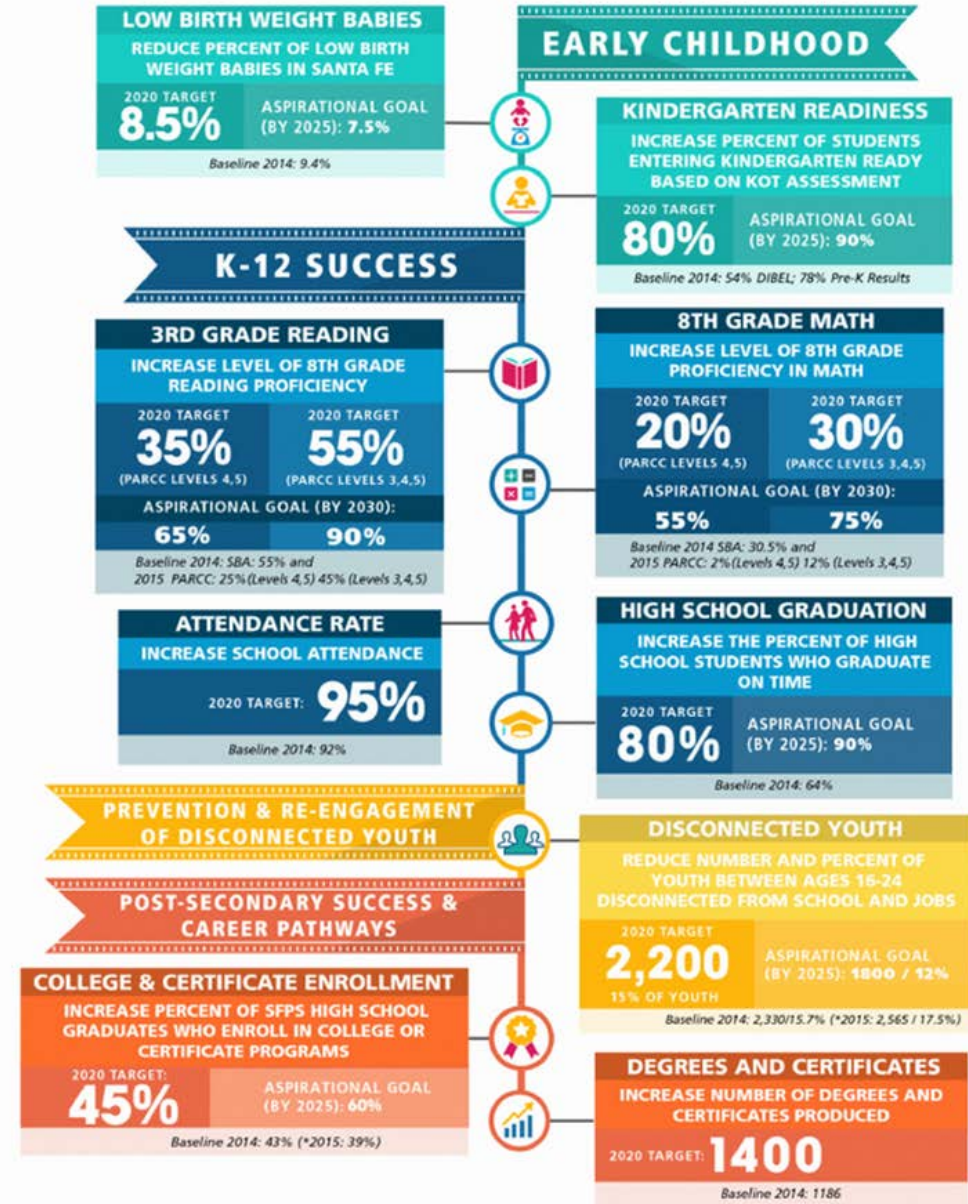 LOW BIRTH WEIGHT BABIES
REDUCE PERCENT OF LOW BIRTH
WEIGHT BABIES IN SANTA FE
2020 TARGET
8.5%
ASPIRATIONAL GOAL
(BY 2025): 7.5%
Baseline 2014: 9.4%
EARLY CHILDHOOD
KINDERGARTEN READINESS
INCREASE PERCENT OF STUDENTS
ENTERING KINDERGARTEN READY
BASED ON KOT ASSESSMENT
2020 TARGET
80%
ASPIRATIONAL GOAL
(BY 2025): 90%
Baseline 2014: 54% DIBEL; 78% Pre-K Results
K-12 SUCCESS
3RD GRADE READING
INCREASE LEVEL OF 8TH GRADE
READING PROFICIENCY
2020 TARGET
35%
(PARCC LEVELS 4,5)
2020 TARGET
55%
(PARCC LEVELS 3,4,5)
ASPIRATIONAL GOAL (BY 2030):
65%
90%
Baseline 2014: SBA: 55% and
2015 PARCC: 25% (Levels 4,5) 45% (Levels 3,4,5)
8TH GRADE MATH
INCREASE LEVEL OF 8TH GRADE
PROFICIENCY IN MATH
2020 TARGET
20%
(PARCC LEVELS 4,5)
2020 TARGET
30%
(PARCC LEVELS 3,4,5)
ASPIRATIONAL GOAL (BY 2030):
55%
75%
Baseline 2014 SBA: 30.5% and
2015 PARCC: 2% (Levels 4,5) 12% (Levels 3,4,5)
ATTENDANCE RATE
INCREASE SCHOOL ATTENDANCE
2020 TARGET: 95%
Baseline 2014: 92%
HIGH SCHOOL GRADUATION
INCREASE THE PERCENT OF HIGH
SCHOOL STUDENTS WHO GRADUATE
ON TIME
2020 TARGET
80%
ASPIRATIONAL GOAL
(BY 2025): 90%
Baseline 2014: 64%
PREVENTION & RE-ENGAGEMENT
OF DISCONNECTED YOUTH
DISCONNECTED YOUTH
REDUCE NUMBER AND PERCENT OF
YOUTH BETWEEN AGES 16-24
DISCONNECTED FROM SCHOOL AND JOBS
2020 TARGET
2,200
15% OF YOUTH
ASPIRATIONAL GOAL
(BY 2025): 1800 / 12%
Baseline 2014: 2,330/15.7% (*2015: 2,565 / 17.5%)
POST-SECONDARY SUCCESS &
CAREER PATHWAYS
COLLEGE & CERTIFICATE ENROLLMENT
INCREASE PERCENT OF SFPS HIGH SCHOOL
GRADUATES WHO ENROLL IN COLLEGE OR
CERTIFICATE PROGRAMS
2020 TARGET:
45%
ASPIRATIONAL GOAL
(BY 2025): 60%
Baseline 2014: 43% (*2015: 39%)
DEGREES AND CERTIFICATES
INCREASE NUMBER OF DEGREES AND
CERTIFICATES PRODUCED
2020 TARGET: 1400
Baseline 2014: 1186